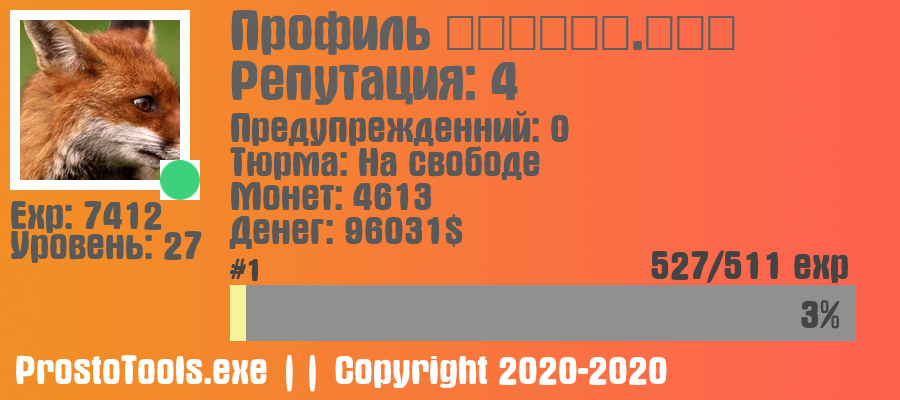 Профиль □□□□□□.□□□
Репутация: 4
Предупрежденний: 0
Тюрма: На свободе
Монет: 4613
Денег: 96031$
Exp: 7412
Уровень: 27
#1
527/511 exp
3%
ProstoTools.exe || Copyright 2020-2020